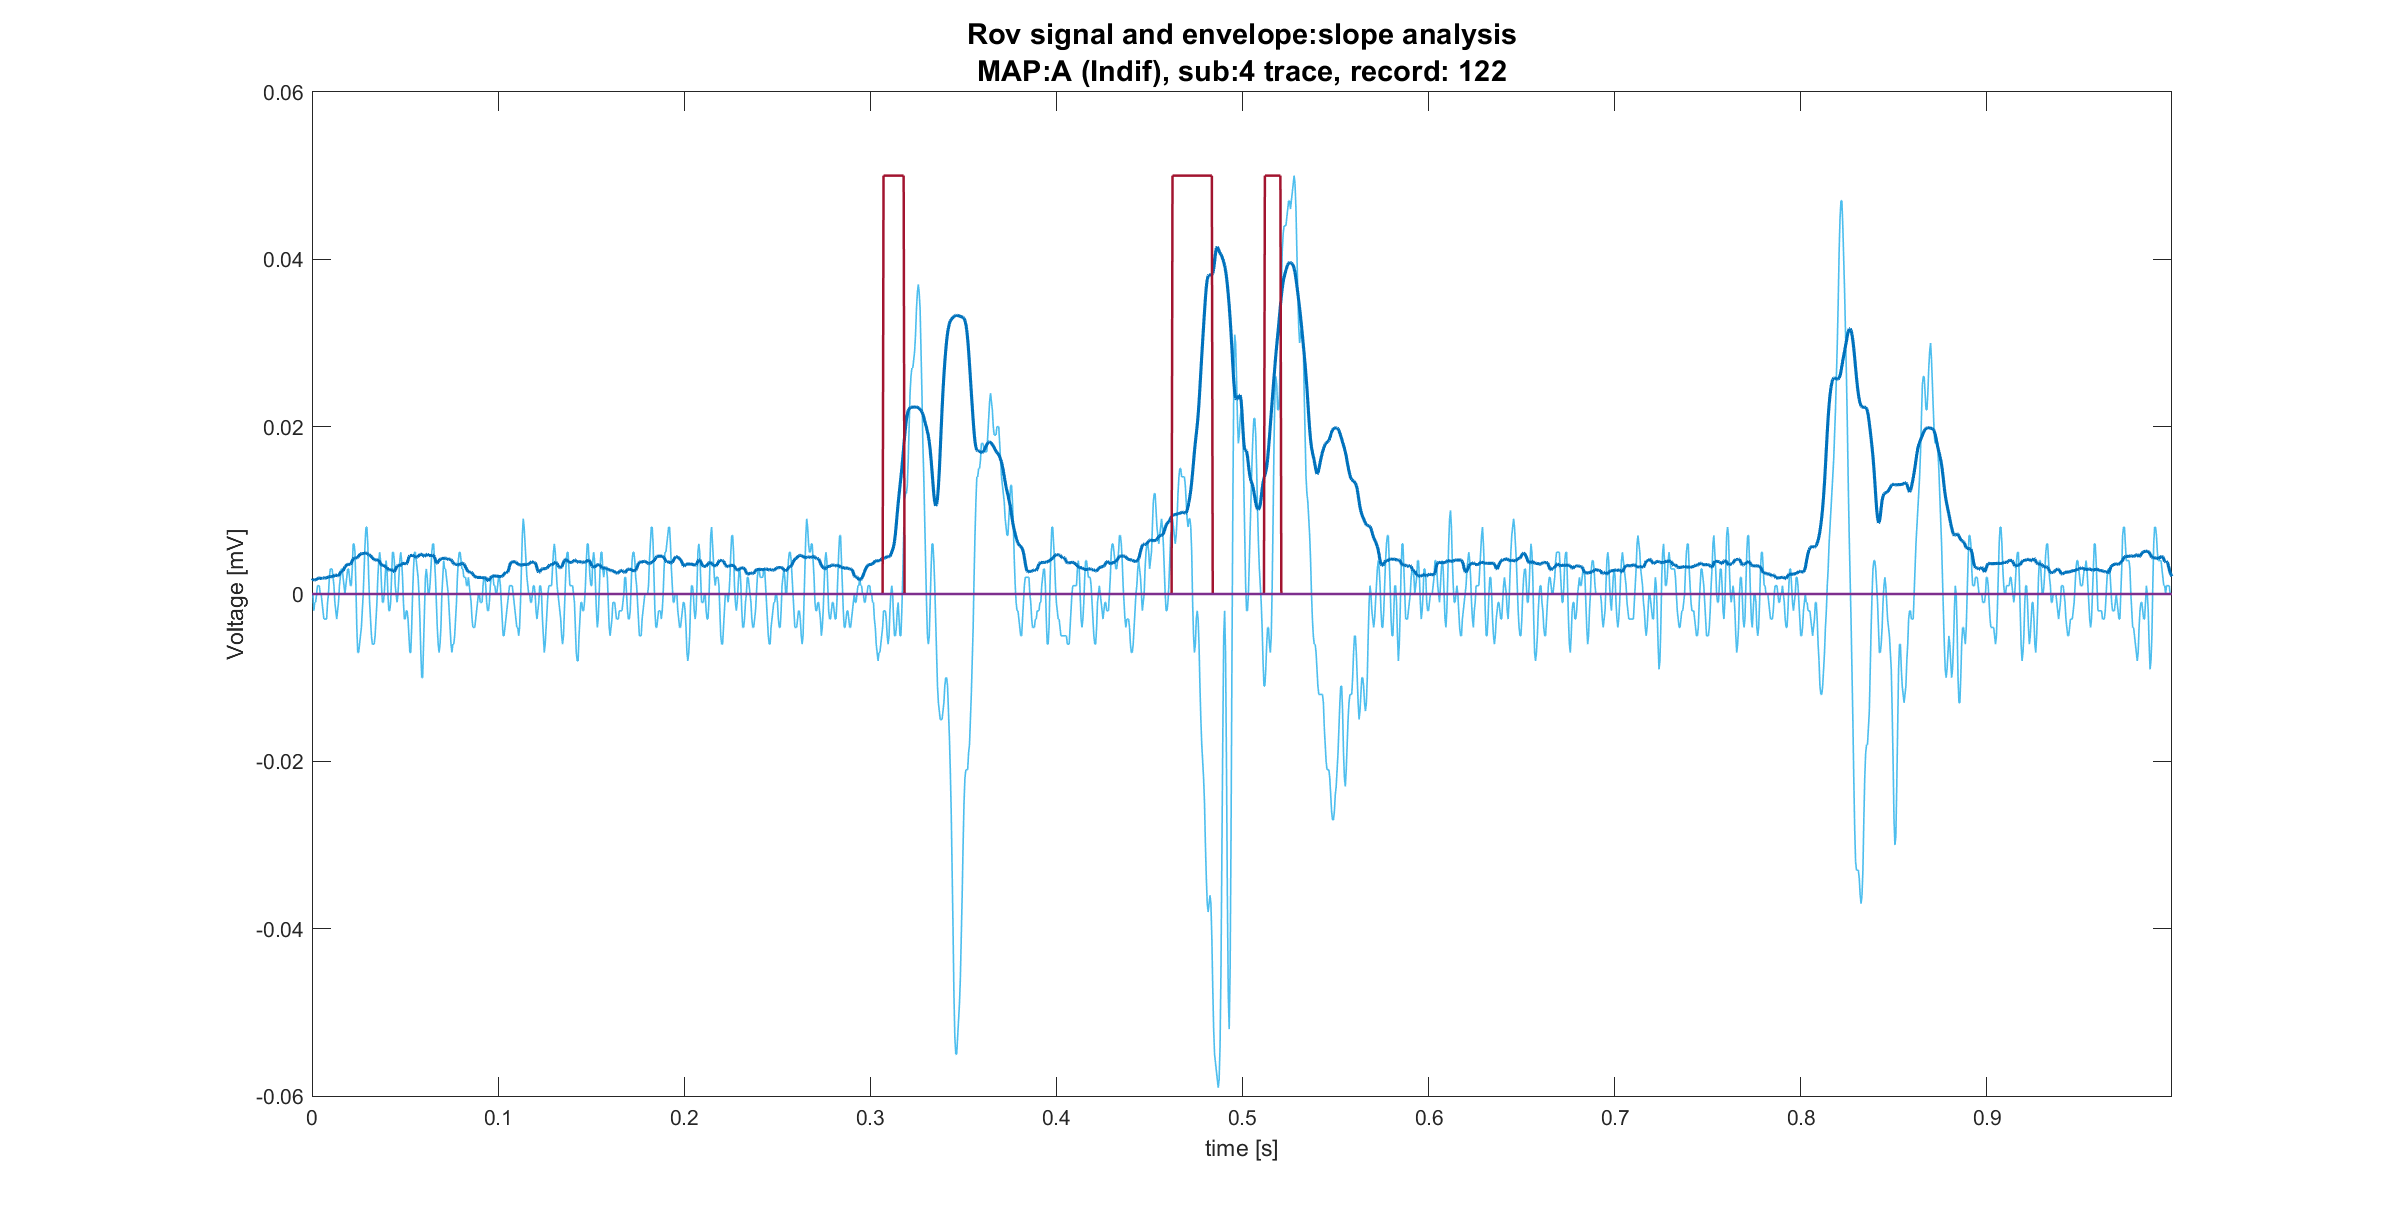 Rov signal and envelope:slope analysis
MAP:A (Indif), sub:4 trace, record: 122
0.06
0.04
0.02
0
-0.02
-0.04
-0.06
Voltage [mV]
0 0.1 0.2 0.3 0.4 0.5 0.6 0.7 0.8 0.9
time [s]